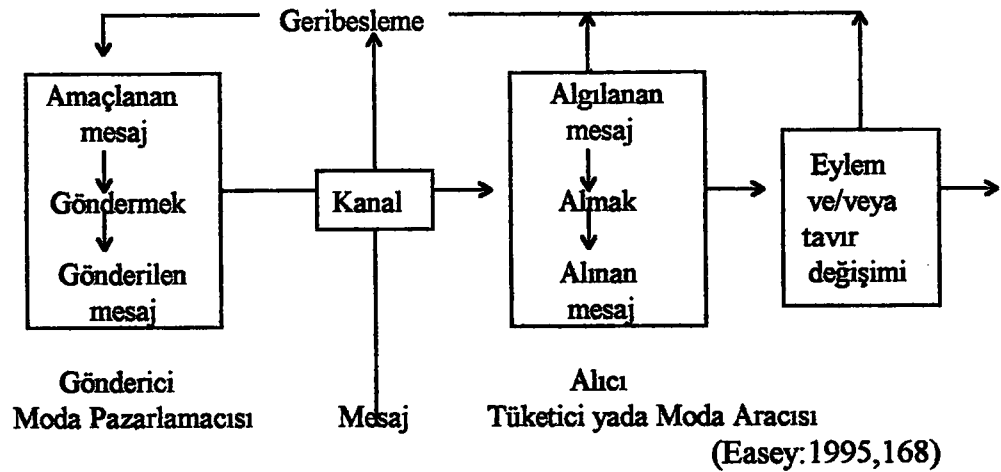 Geribesleme
Amaçlanan
mesaj
Göndermek
Gönderilen
mesaj
Kanal
Algılanan
mesaj
Almak
Alınan
mesaj
Eylem
ve/veya
tavır
değişimi
Gönderici
Moda Pazarlamacısı
Mesaj
Alıcı
Tüketici yada Moda Aracısı
(Easey:1995,168)